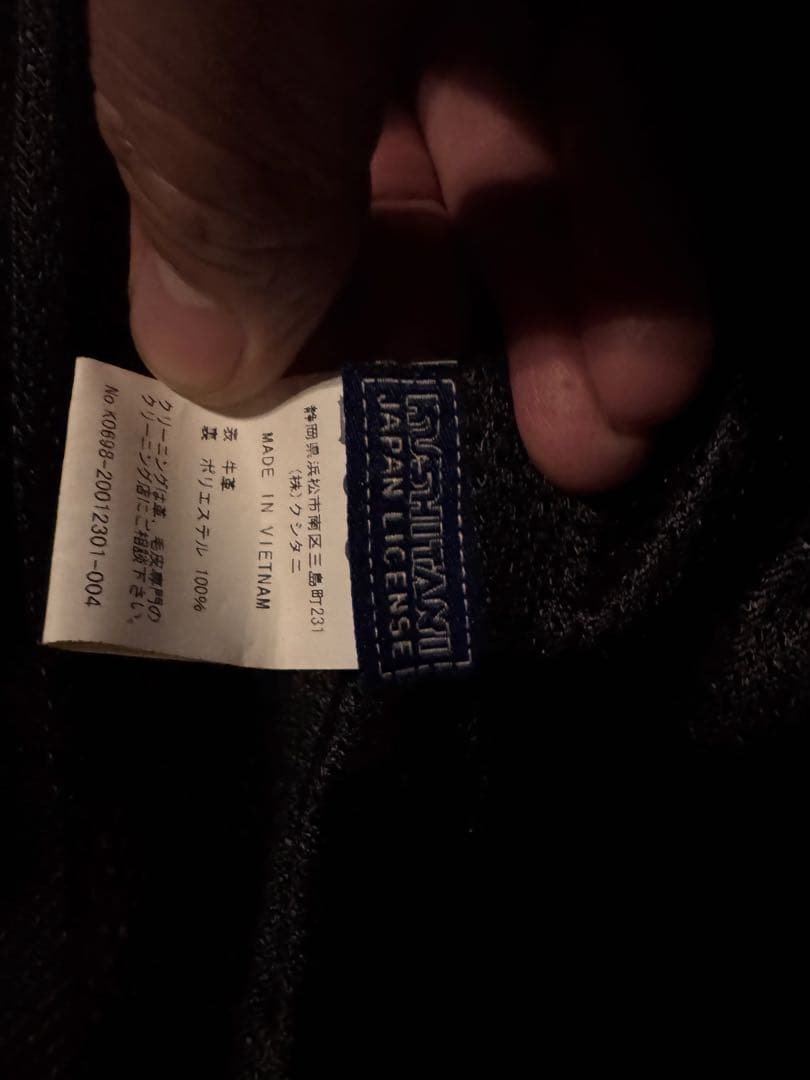 KUSHITANI
JAPAN LICENSE
静岡県浜松市南区三島町231
(株)クシタニ
MADE IN VIETNAM
表 牛革
裏 ポリエステル 100%
クリーニングは革、毛皮専門の
クリーニング店にご相談下さい。
No.K0698-20012301-004